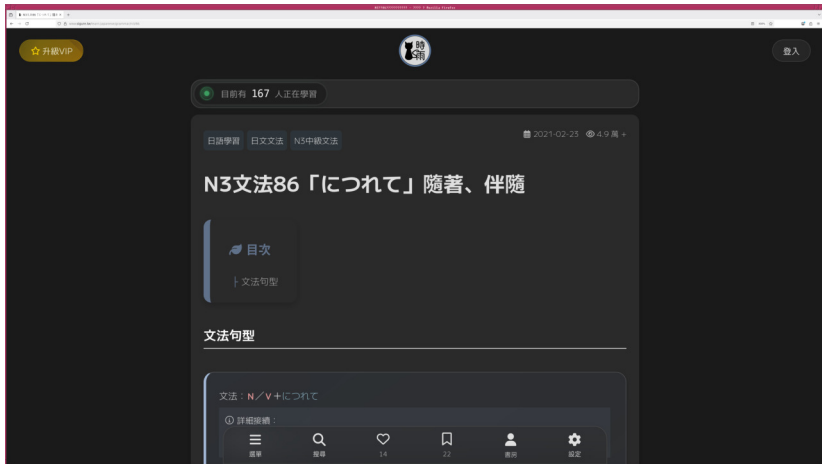 升級VIP
時雨
登入
目前有 167 人正在學習
日語學習 日文文法 N3中級文法
2021-02-23 4.9 萬 +
N3文法86「につれて」隨著、伴隨
目次
├ 文法句型
文法句型
文法：N／V＋につれて
詳細接續：
選單 搜尋 14 22 書房 設定